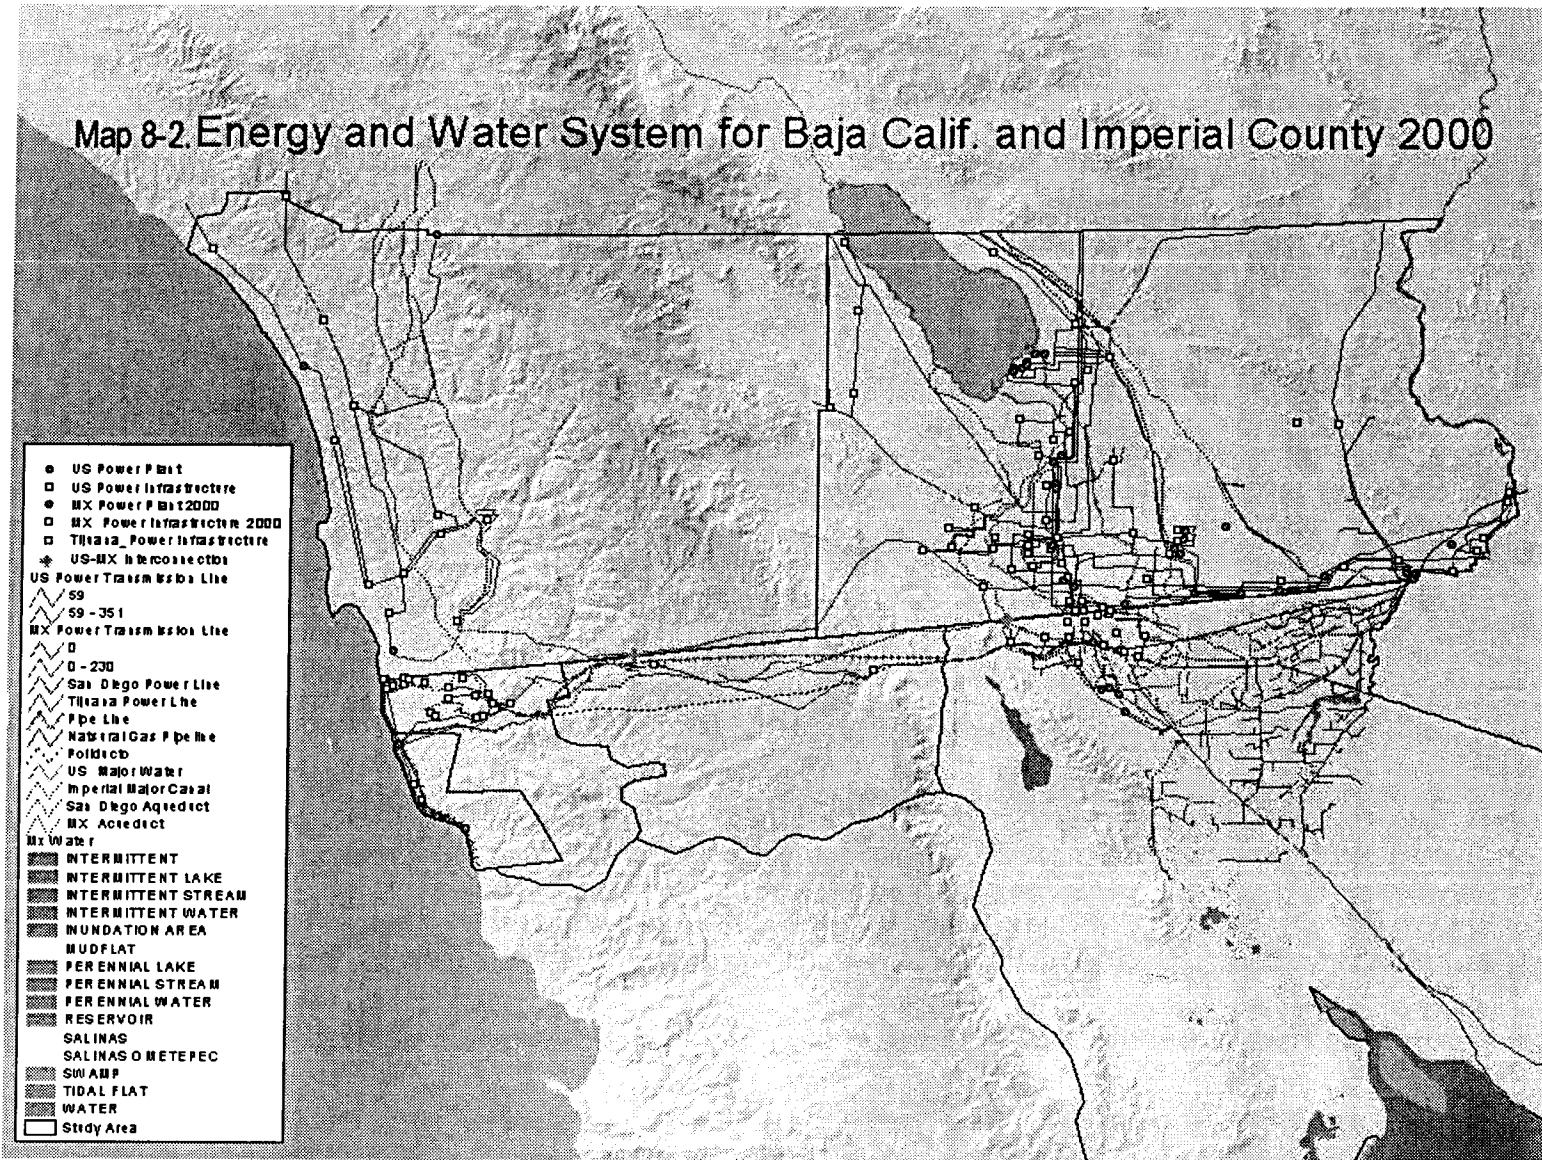 Map 8-2. Energy and Water System for Baja Calif. and Imperial County 2000
US Power Plant
US Power Infrastructure
MX Power Plant 2000
MX Power Infrastructure 2000
Tijuana_Power Infrastructure
US-MX Interconnection
US Power Transmission Line
59
59 - 351
MX Power Transmission Line
0
0 - 230
San Diego Power Line
Tijuana Power Line
Pipe Line
Natural Gas Pipeline
Poliducto
US Major Water
Imperial Major Canal
San Diego Aqueduct
MX Aqueduct
Mx Water
INTERMITTENT
INTERMITTENT LAKE
INTERMITTENT STREAM
INTERMITTENT WATER
INUNDATION AREA
MUDFLAT
PERENNIAL LAKE
PERENNIAL STREAM
PERENNIAL WATER
RESERVOIR
SALINAS
SALINAS OMETEPEC
SWAMP
TIDAL FLAT
WATER
Study Area